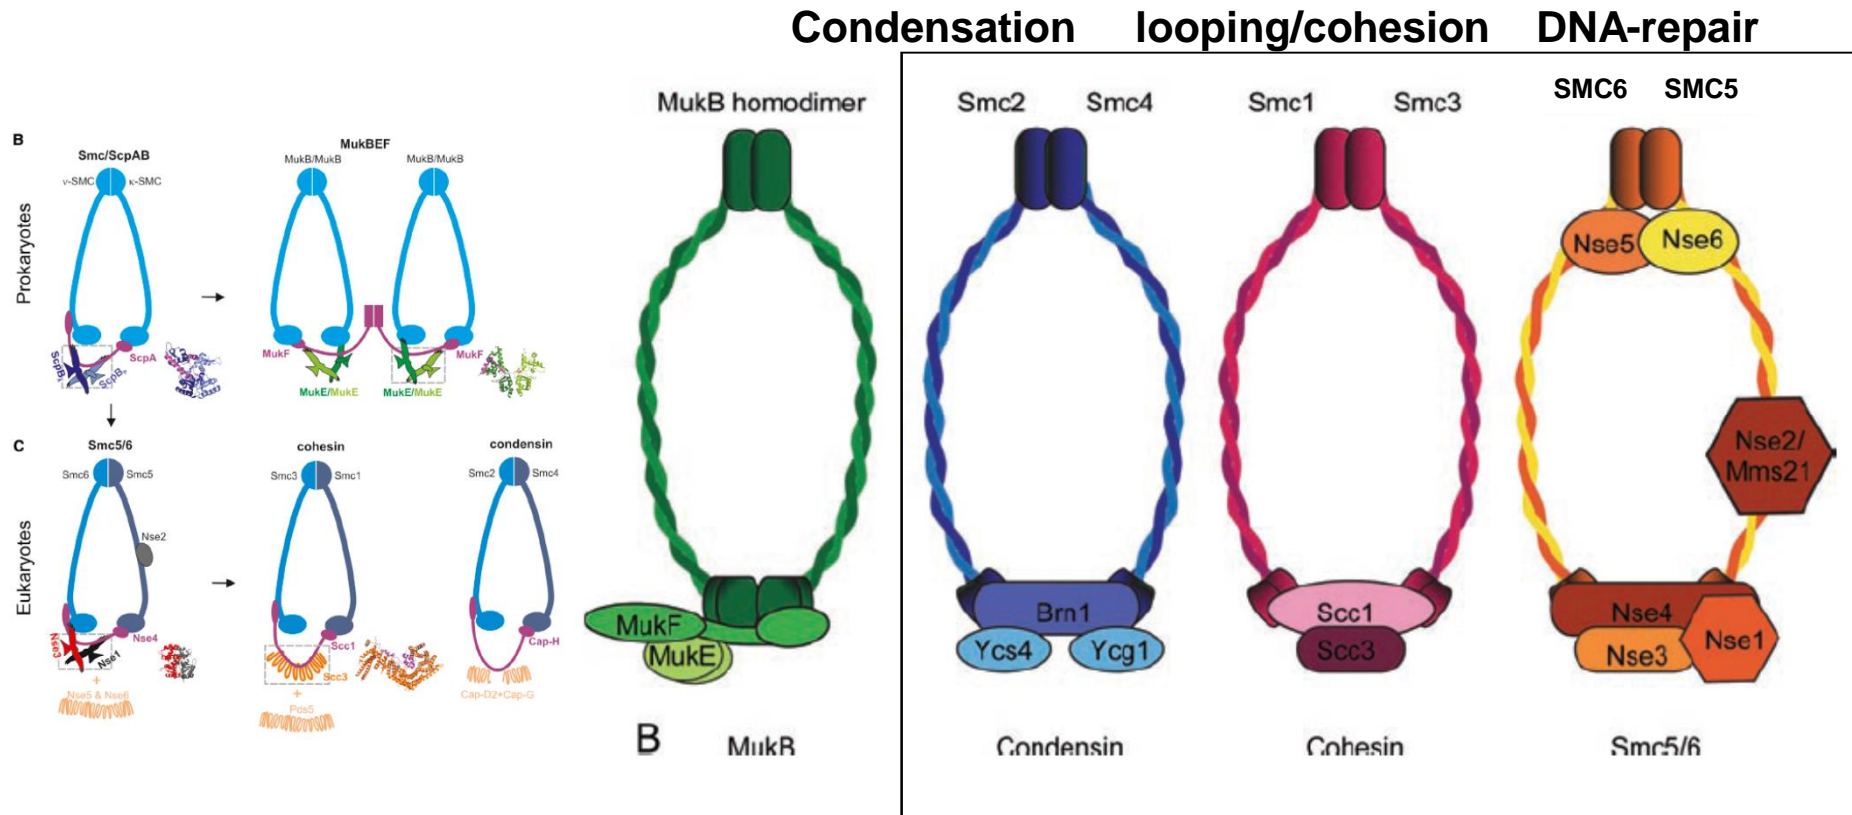 Condensation looping/cohesion DNA-repair
B
Smc/ScpAB
ν-SMC κ-SMC
MukBEF
MukB/MukB MukB/MukB
Prokaryotes
ScpA
ScpB
ScpB
MukF MukF
MukE/MukE MukE/MukE
C
Smc5/6
Smc6 Smc5
Nse2
Nse4
Nse3
Nse1
+
Nse5 & Nse6
Eukaryotes
cohesin
Smc3 Smc1
Scc1
Scc3
+
Pds5
condensin
Smc2 Smc4
Cap-H
Cap-D2+Cap-G
MukB homodimer
MukF
MukE
B
MukB
Smc2 Smc4
Brn1
Ycs4 Ycg1
Condensin
Smc1 Smc3
Scc1
Scc3
Cohesin
SMC6 SMC5
Nse5 Nse6
Nse2/
Mms21
Nse4
Nse3 Nse1
Smc5/6